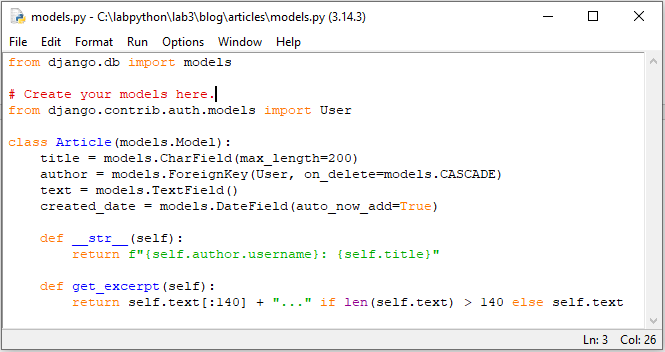 models.py - C:\labpython\lab3\blog\articles\models.py (3.14.3)
File Edit Format Run Options Window Help
from django.db import models
# Create your models here.
from django.contrib.auth.models import User
class Article(models.Model):
    title = models.CharField(max_length=200)
    author = models.ForeignKey(User, on_delete=models.CASCADE)
    text = models.TextField()
    created_date = models.DateField(auto_now_add=True)
    def __str__(self):
        return f"{self.author.username}: {self.title}"
    def get_excerpt(self):
        return self.text[:140] + "..." if len(self.text) > 140 else self.text
Ln: 3 Col: 26